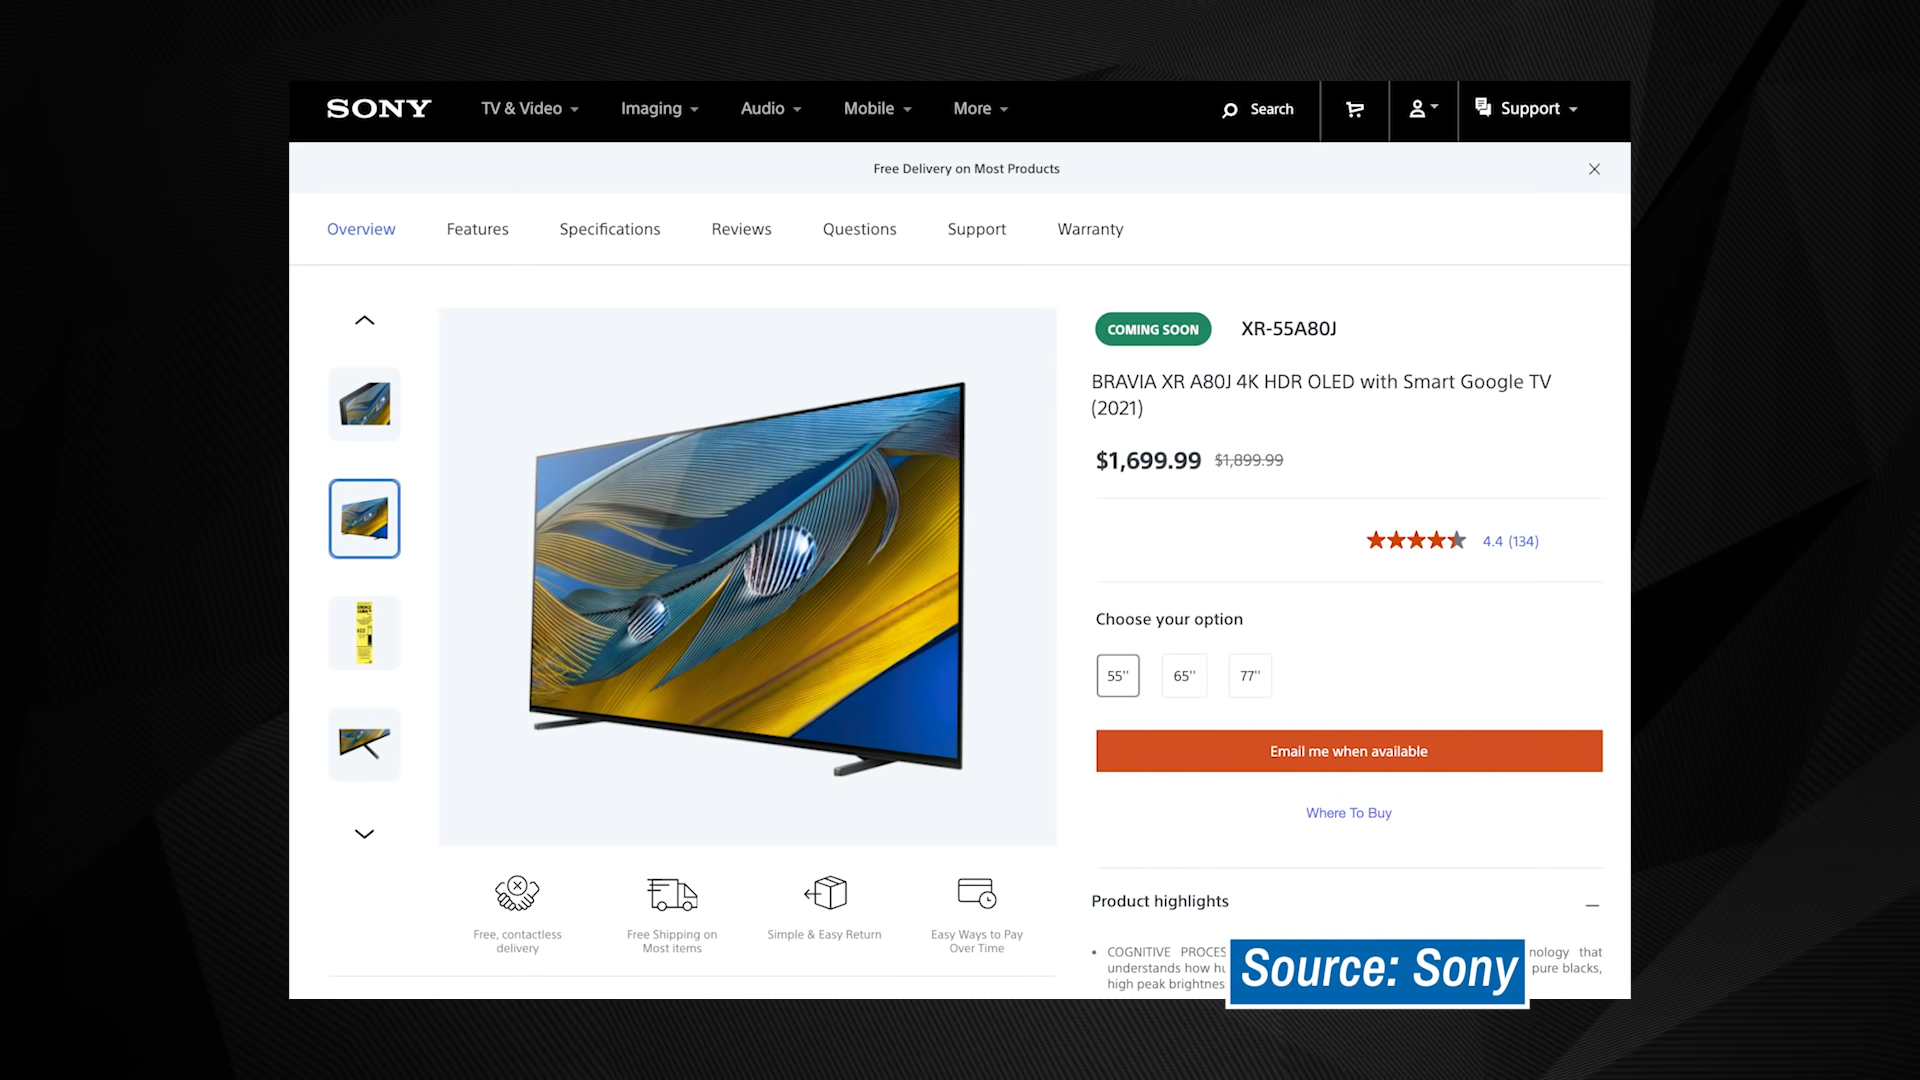 SONY
TV & Video
Imaging
Audio
Mobile
More
Search
Support
Free Delivery on Most Products
Overview
Features
Specifications
Reviews
Questions
Support
Warranty
COMING SOON
XR-55A80J
BRAVIA XR A80J 4K HDR OLED with Smart Google TV
(2021)
$1,699.99 $1,899.99
4.4 (134)
Choose your option
55''
65''
77''
Email me when available
Where To Buy
Free, contactless
delivery
Free Shipping on
Most items
Simple & Easy Return
Easy Ways to Pay
Over Time
Product highlights
• COGNITIVE nology that
understands how pure blacks,
high peak
Source: Sony